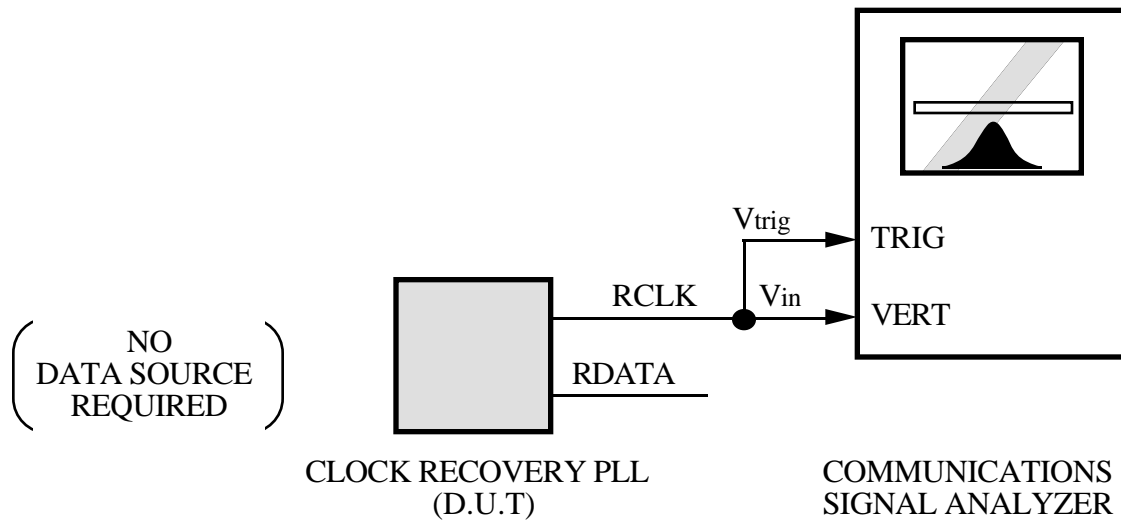 Vtrig
TRIG
RCLK
Vin
VERT
NO
DATA SOURCE
REQUIRED
RDATA
CLOCK RECOVERY PLL
(D.U.T)
COMMUNICATIONS
SIGNAL ANALYZER